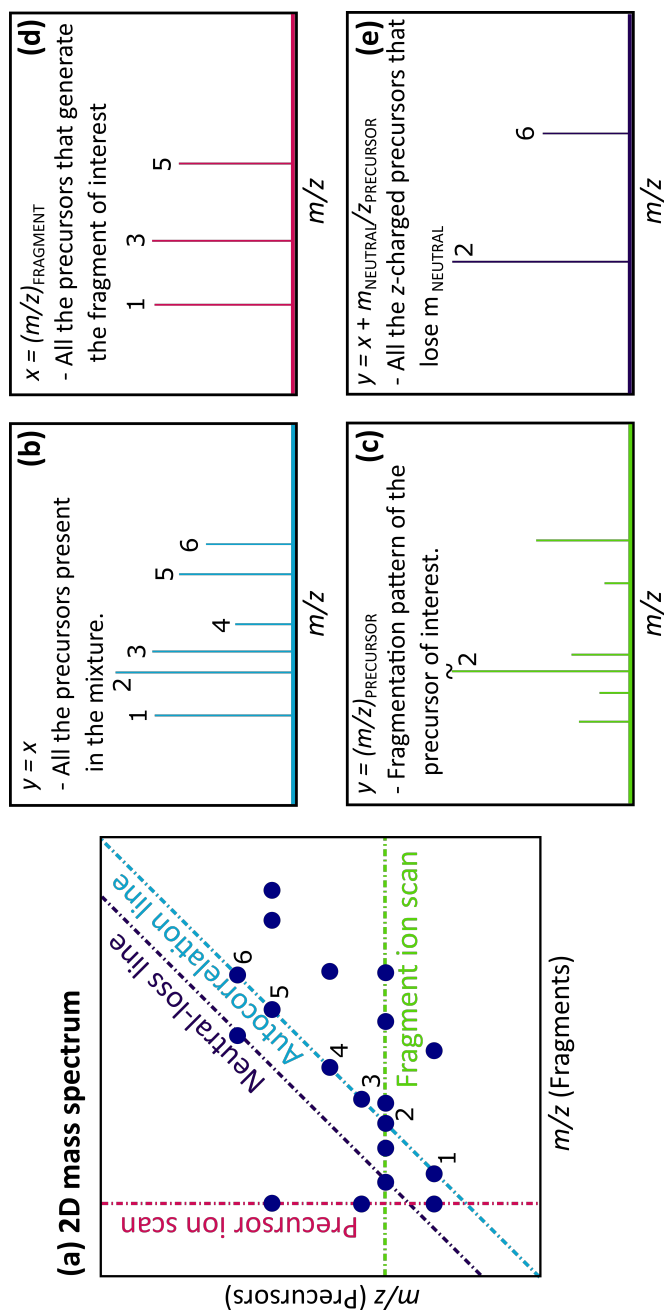 (a) 2D mass spectrum
Precursor ion scan
Neutral-loss line
Autocorrelation line
Fragment ion scan
1
2
3
4
5
6
m/z (Precursors)
m/z (Fragments)
(b)
y = x
- All the precursors present
in the mixture.
1
2
3
4
5
6
m/z
(c)
y = (m/z)PRECURSOR
- Fragmentation pattern of the
precursor of interest.
~
2
m/z
(d)
x = (m/z)FRAGMENT
- All the precursors that generate
the fragment of interest
1
3
5
m/z
(e)
y = x + mNEUTRAL/zPRECURSOR
- All the z-charged precursors that
lose m NEUTRAL
2
6
m/z